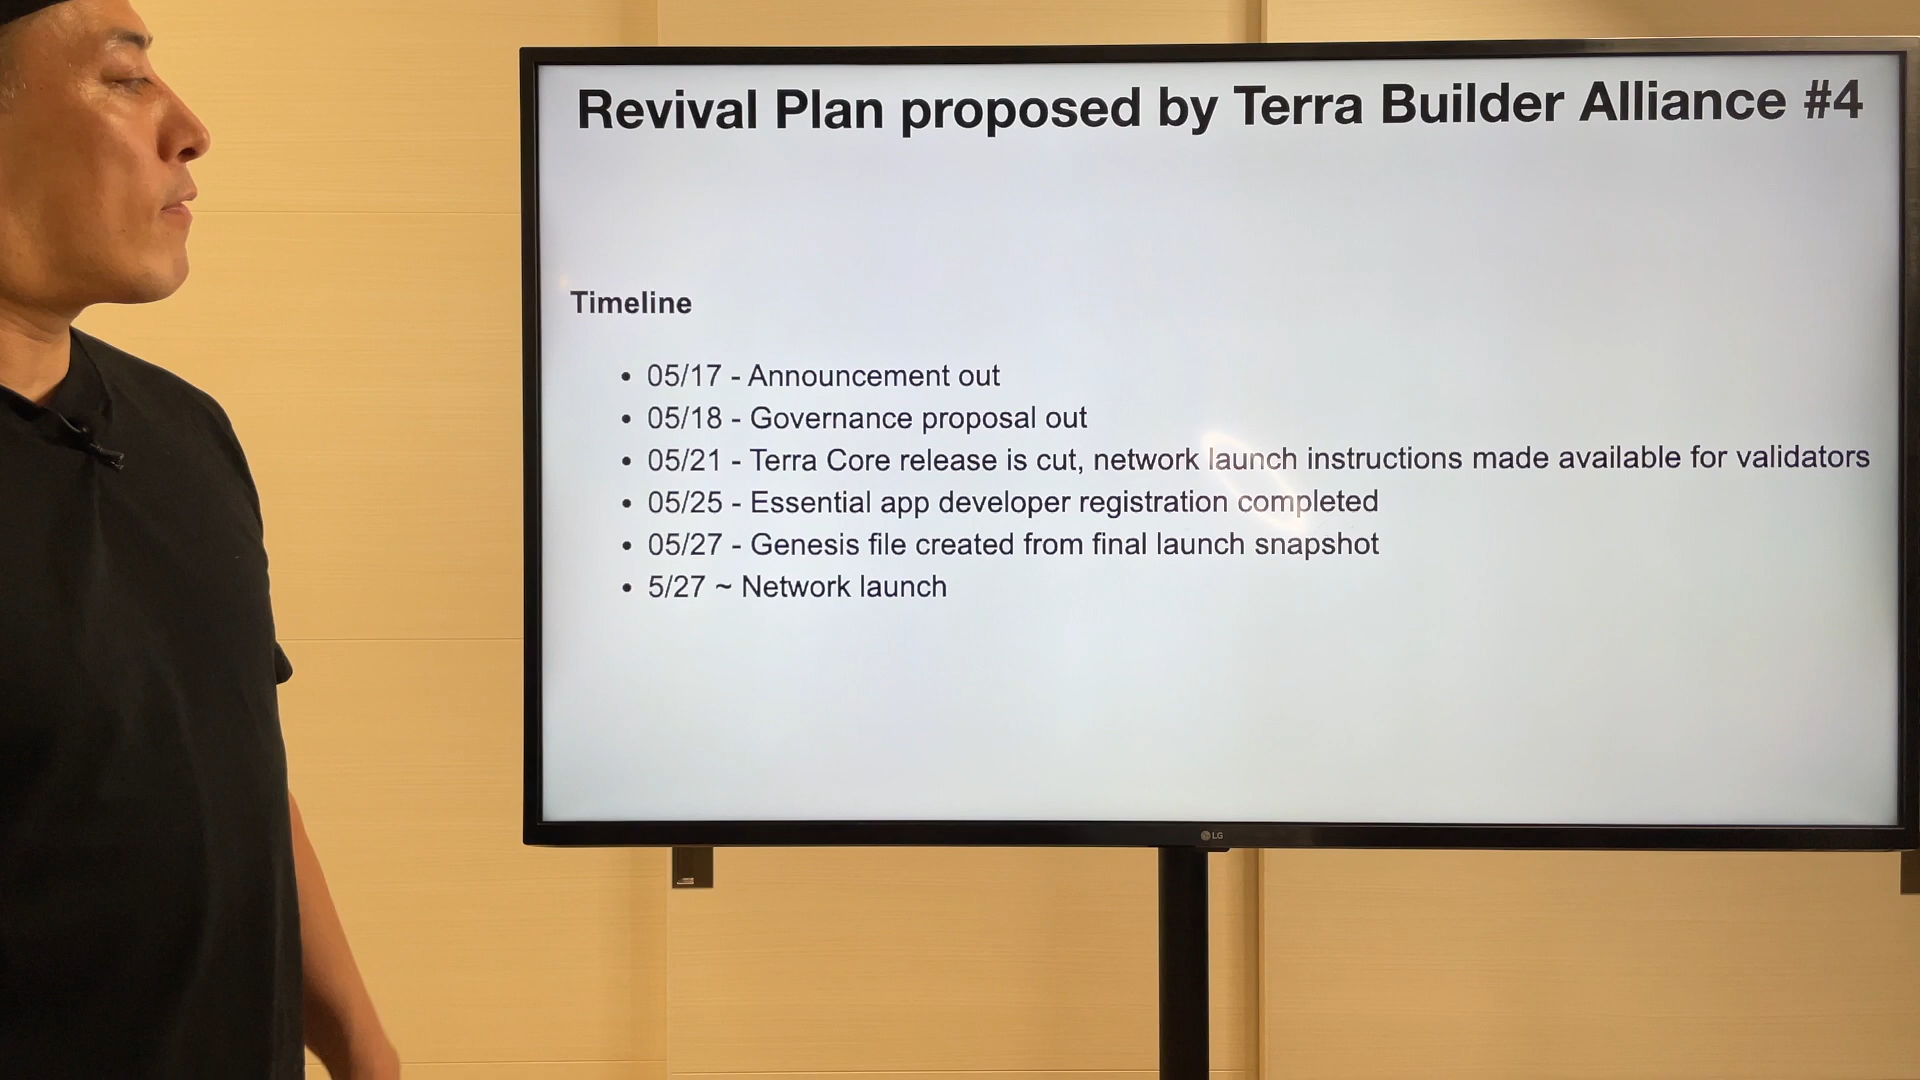 Revival Plan proposed by Terra Builder Alliance #4
Timeline
• 05/17 - Announcement out
• 05/18 - Governance proposal out
• 05/21 - Terra Core release is cut, network launch instructions made available for validators
• 05/25 - Essential app developer registration completed
• 05/27 - Genesis file created from final launch snapshot
• 5/27 ~ Network launch
LG